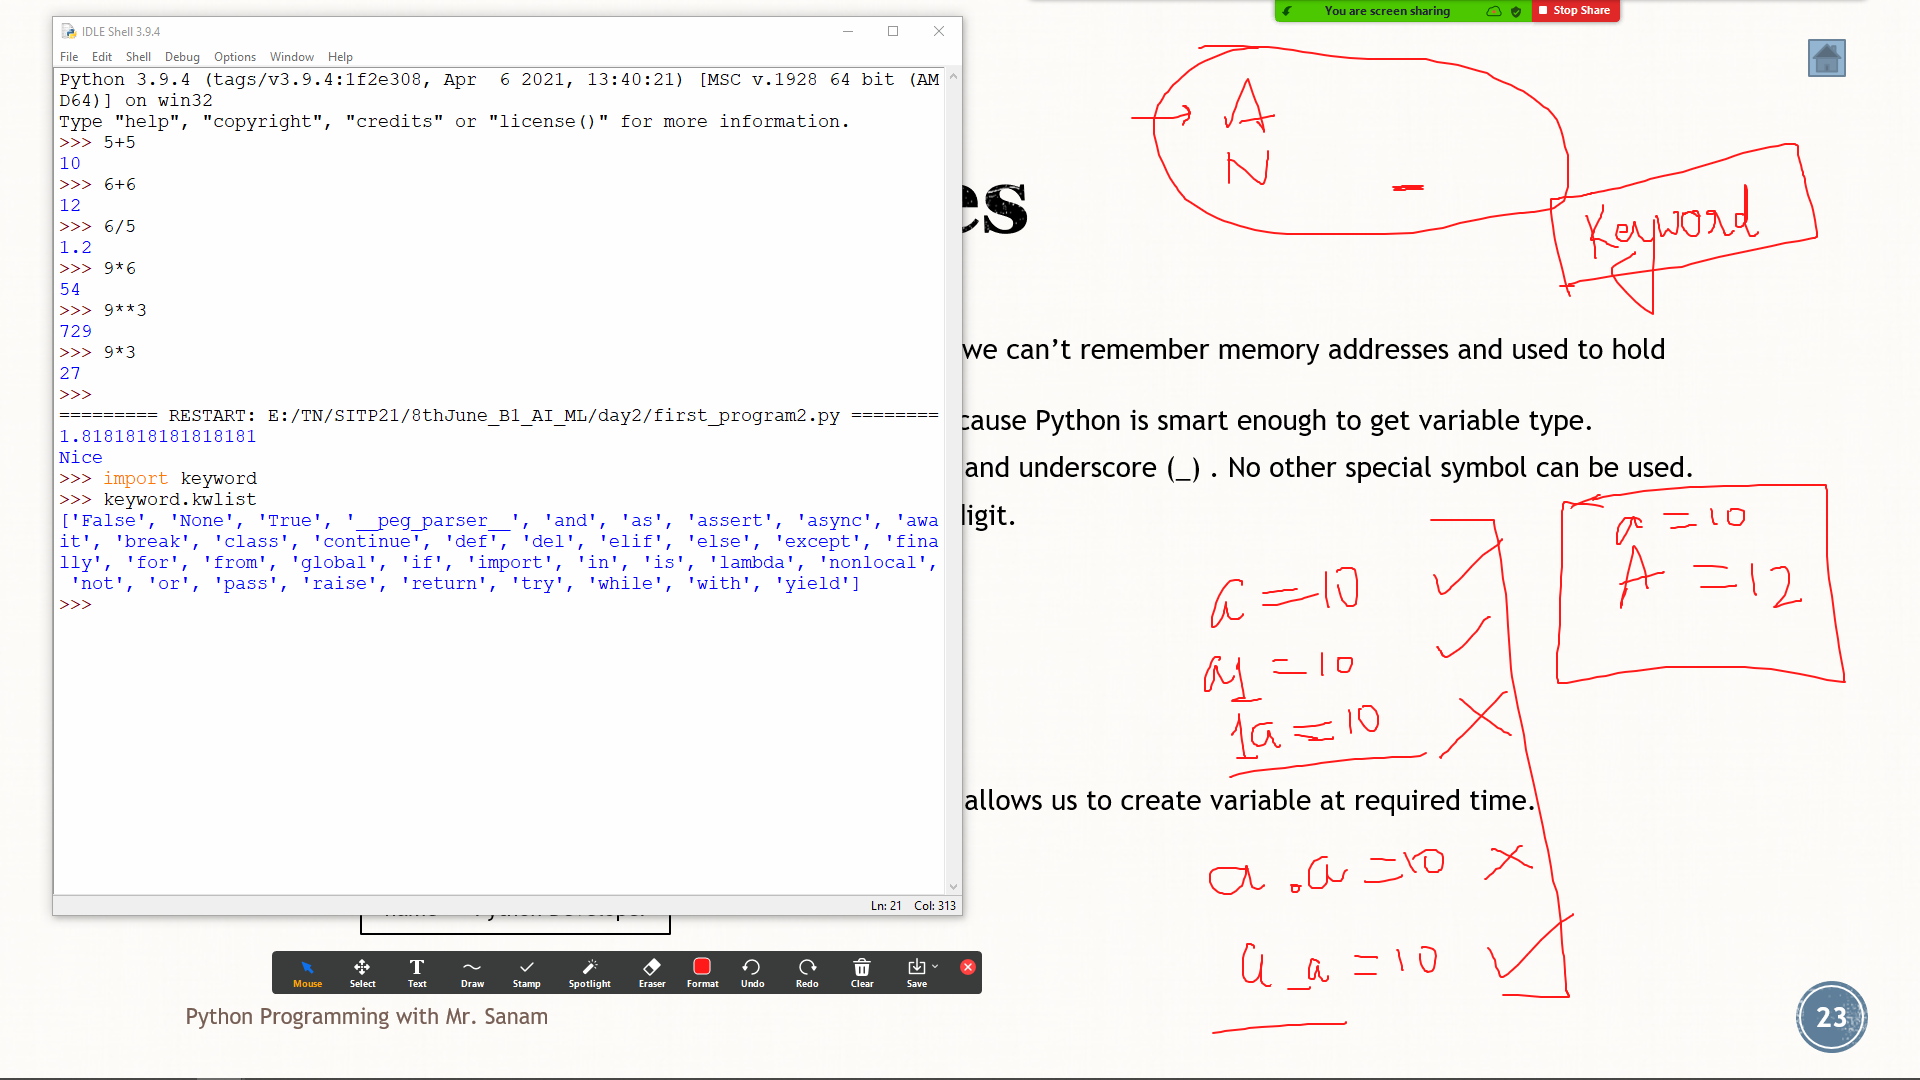 IDLE Shell 3.9.4
File Edit Shell Debug Options Window Help
Python 3.9.4 (tags/v3.9.4:1f2e308, Apr  6 2021, 13:40:21) [MSC v.1928 64 bit (AM
D64)] on win32
Type "help", "copyright", "credits" or "license()" for more information.
>>> 5+5
10
>>> 6+6
12
>>> 6/5
1.2
>>> 9*6
54
>>> 9**3
729
>>> 9*3
27
>>>
========= RESTART: E:/TN/SITP21/8thJune_B1_AI_ML/day2/first_program2.py ========
1.8181818181818181
Nice
>>> import keyword
>>> keyword.kwlist
['False', 'None', 'True', '__peg_parser__', 'and', 'as', 'assert', 'async', 'awa
it', 'break', 'class', 'continue', 'def', 'del', 'elif', 'else', 'except', 'fina
lly', 'for', 'from', 'global', 'if', 'import', 'in', 'is', 'lambda', 'nonlocal',
 'not', 'or', 'pass', 'raise', 'return', 'try', 'while', 'with', 'yield']
>>>
Ln: 21 Col: 313
You are screen sharing Stop Share
A
N
_
es
Keyword
we can't remember memory addresses and used to hold
cause Python is smart enough to get variable type.
and underscore (_) . No other special symbol can be used.
digit.
a = 10
A = 12
a = 10
a1 = 10
1a = 10
allows us to create variable at required time.
a . a = 10
a _ a = 10
Mouse Select Text Draw Stamp Spotlight Eraser Format Undo Redo Clear Save
Python Programming with Mr. Sanam
23